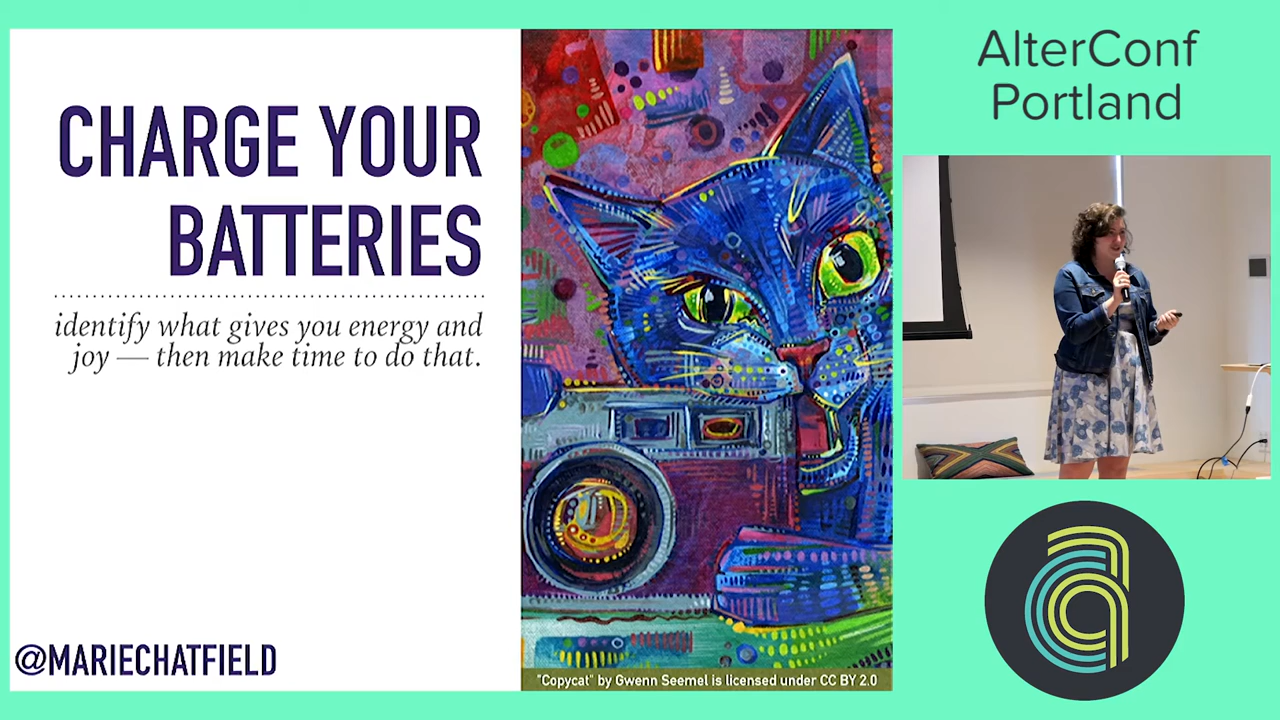 CHARGE YOUR
BATTERIES
identify what gives you energy and
joy — then make time to do that.
@MARIECHATFIELD
"Copycat" by Gwenn Seemel is licensed under CC BY 2.0
AlterConf
Portland